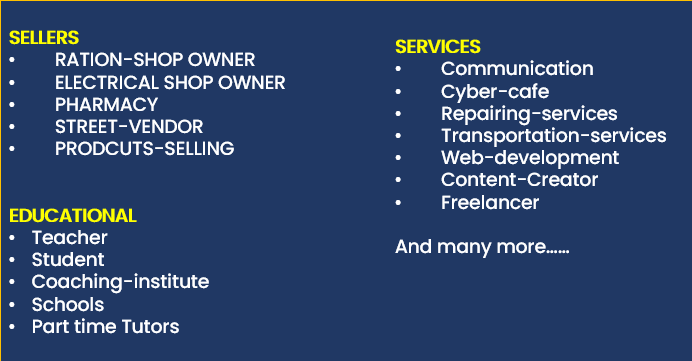 SELLERS
• RATION-SHOP OWNER
• ELECTRICAL SHOP OWNER
• PHARMACY
• STREET-VENDOR
• PRODCUTS-SELLING
EDUCATIONAL
• Teacher
• Student
• Coaching-institute
• Schools
• Part time Tutors
SERVICES
• Communication
• Cyber-cafe
• Repairing-services
• Transportation-services
• Web-development
• Content-Creator
• Freelancer
And many more......